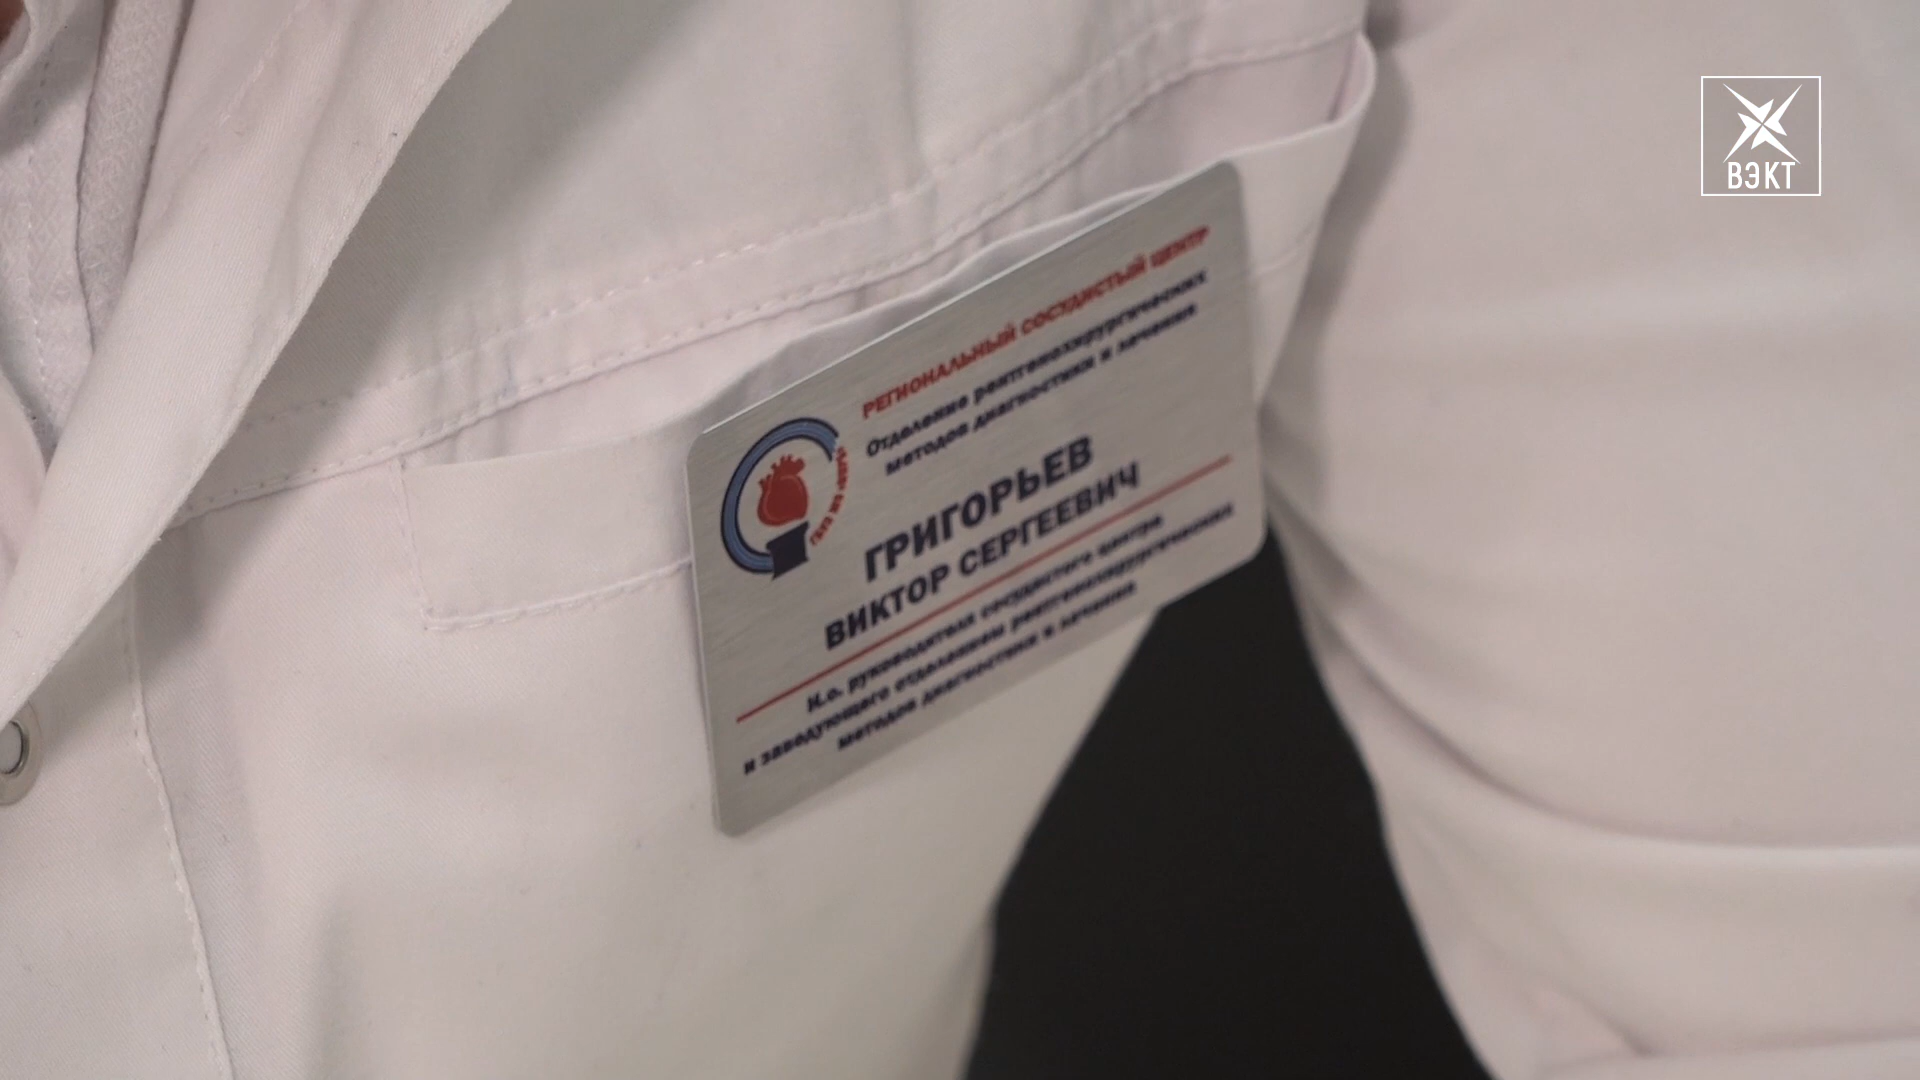 ВЭКТ
РЕГИОНАЛЬНЫЙ СОСУДИСТЫЙ ЦЕНТР
Отделение рентгенохирургических
методов диагностики и лечения
ГРИГОРЬЕВ
ВИКТОР СЕРГЕЕВИЧ
И.о. руководителя сосудистого центра
и заведующего отделением рентгенохирургических
методов диагностики и лечения